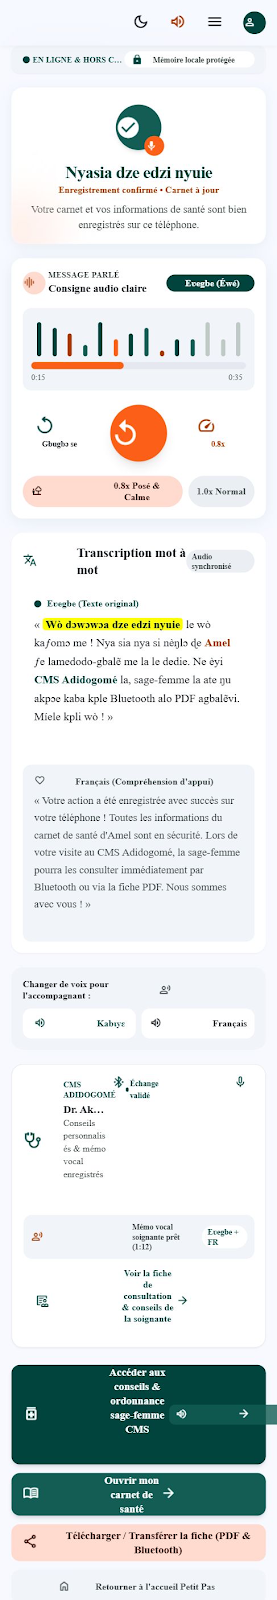 EN LIGNE & HORS C... Mémoire locale protégée
Nyasia dze edzi nyuie
Enregistrement confirmé • Carnet à jour
Votre carnet et vos informations de santé sont bien
enregistrés sur ce téléphone.
MESSAGE PARLÉ
Consigne audio claire
Eʋegbe (Éwé)
0:15 0:35
Gbugbɔ se
0.8x
0.8x Posé &
Calme
1.0x Normal
Transcription mot à
mot
Audio
synchronisé
Eʋegbe (Texte original)
« Wò dɔwɔwɔa dze edzi nyuie le wò
kaƒomɔ me ! Nya sia nya si nèŋlɔ ɖe Amel
ƒe lamedodo-gbalẽ me la le dedie. Ne èyi
CMS Adidogomé la, sage-femme la ate ŋu
akpɔe kaba kple Bluetooth alo PDF agbalẽvi.
Míele kpli wò ! »
Français (Compréhension d'appui)
« Votre action a été enregistrée avec succès sur
votre téléphone ! Toutes les informations du
carnet de santé d'Amel sont en sécurité. Lors de
votre visite au CMS Adidogomé, la sage-femme
pourra les consulter immédiatement par
Bluetooth ou via la fiche PDF. Nous sommes
avec vous ! »
Changer de voix pour
l'accompagnant :
Kabɩyɛ
Français
CMS
ADIDOGOMÉ
Échange
validé
Dr. Ak...
Conseils
personnalis
és & mémo
vocal
enregistrés
Mémo vocal
soignante prêt
(1:12)
Eʋegbe +
FR
Voir la fiche
de
consultation
& conseils de
la soignante
Accéder aux
conseils &
ordonnance
sage-femme
CMS
Ouvrir mon
carnet de
santé
Télécharger / Transférer la fiche (PDF &
Bluetooth)
Retourner à l'accueil Petit Pas